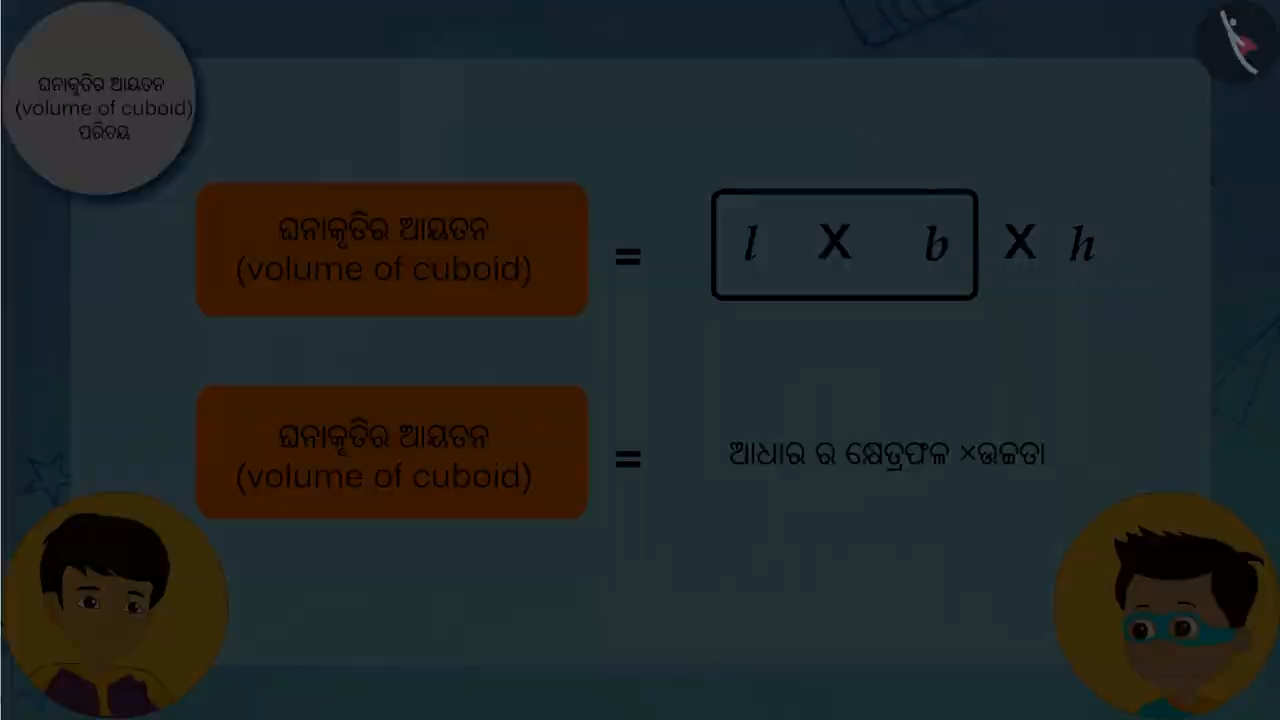 ଘନାକୃତିର ଆୟତନ
(volume of cuboid)
ପରିଚୟ
ଘନାକୃତିର ଆୟତନ
(volume of cuboid)
= l X b X h
ଘନାକୃତିର ଆୟତନ
(volume of cuboid)
= ଆଧାର ର କ୍ଷେତ୍ରଫଳ ×ଉଚ୍ଚତା